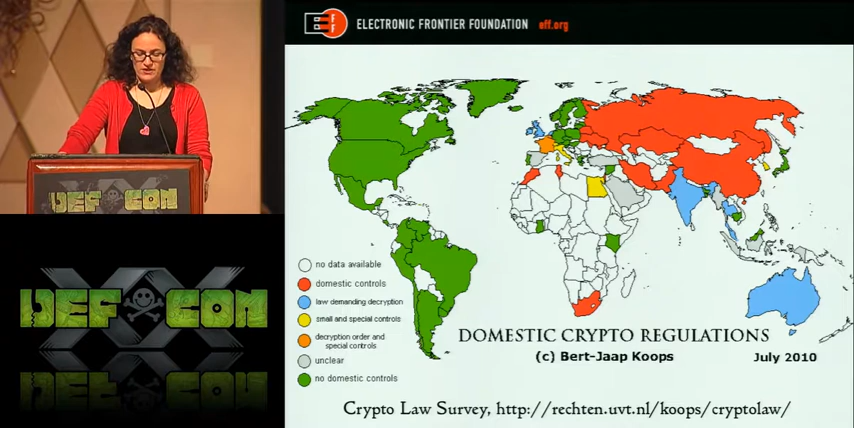 ELECTRONIC FRONTIER FOUNDATION eff.org
DEF CON
XX
DEF CON
no data available
domestic controls
law demanding decryption
small and special controls
decryption order and
special controls
unclear
no domestic controls
DOMESTIC CRYPTO REGULATIONS
(c) Bert-Jaap Koops
July 2010
Crypto Law Survey, http://rechten.uvt.nl/koops/cryptolaw/